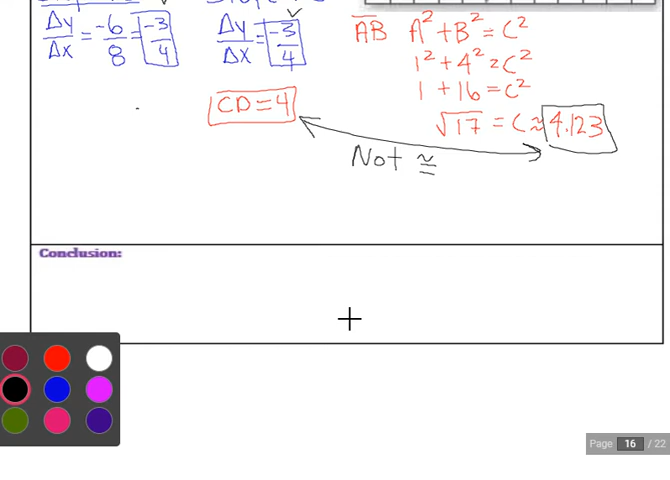 Δy/Δx = -6/8 = -3/4
Δy/Δx = -3/4
AB A² + B² = C²
1² + 4² = C²
1 + 16 = C²
CD = 4
√17 = C ≈ 4.123
Not ≅
Conclusion:
Page 16 / 22